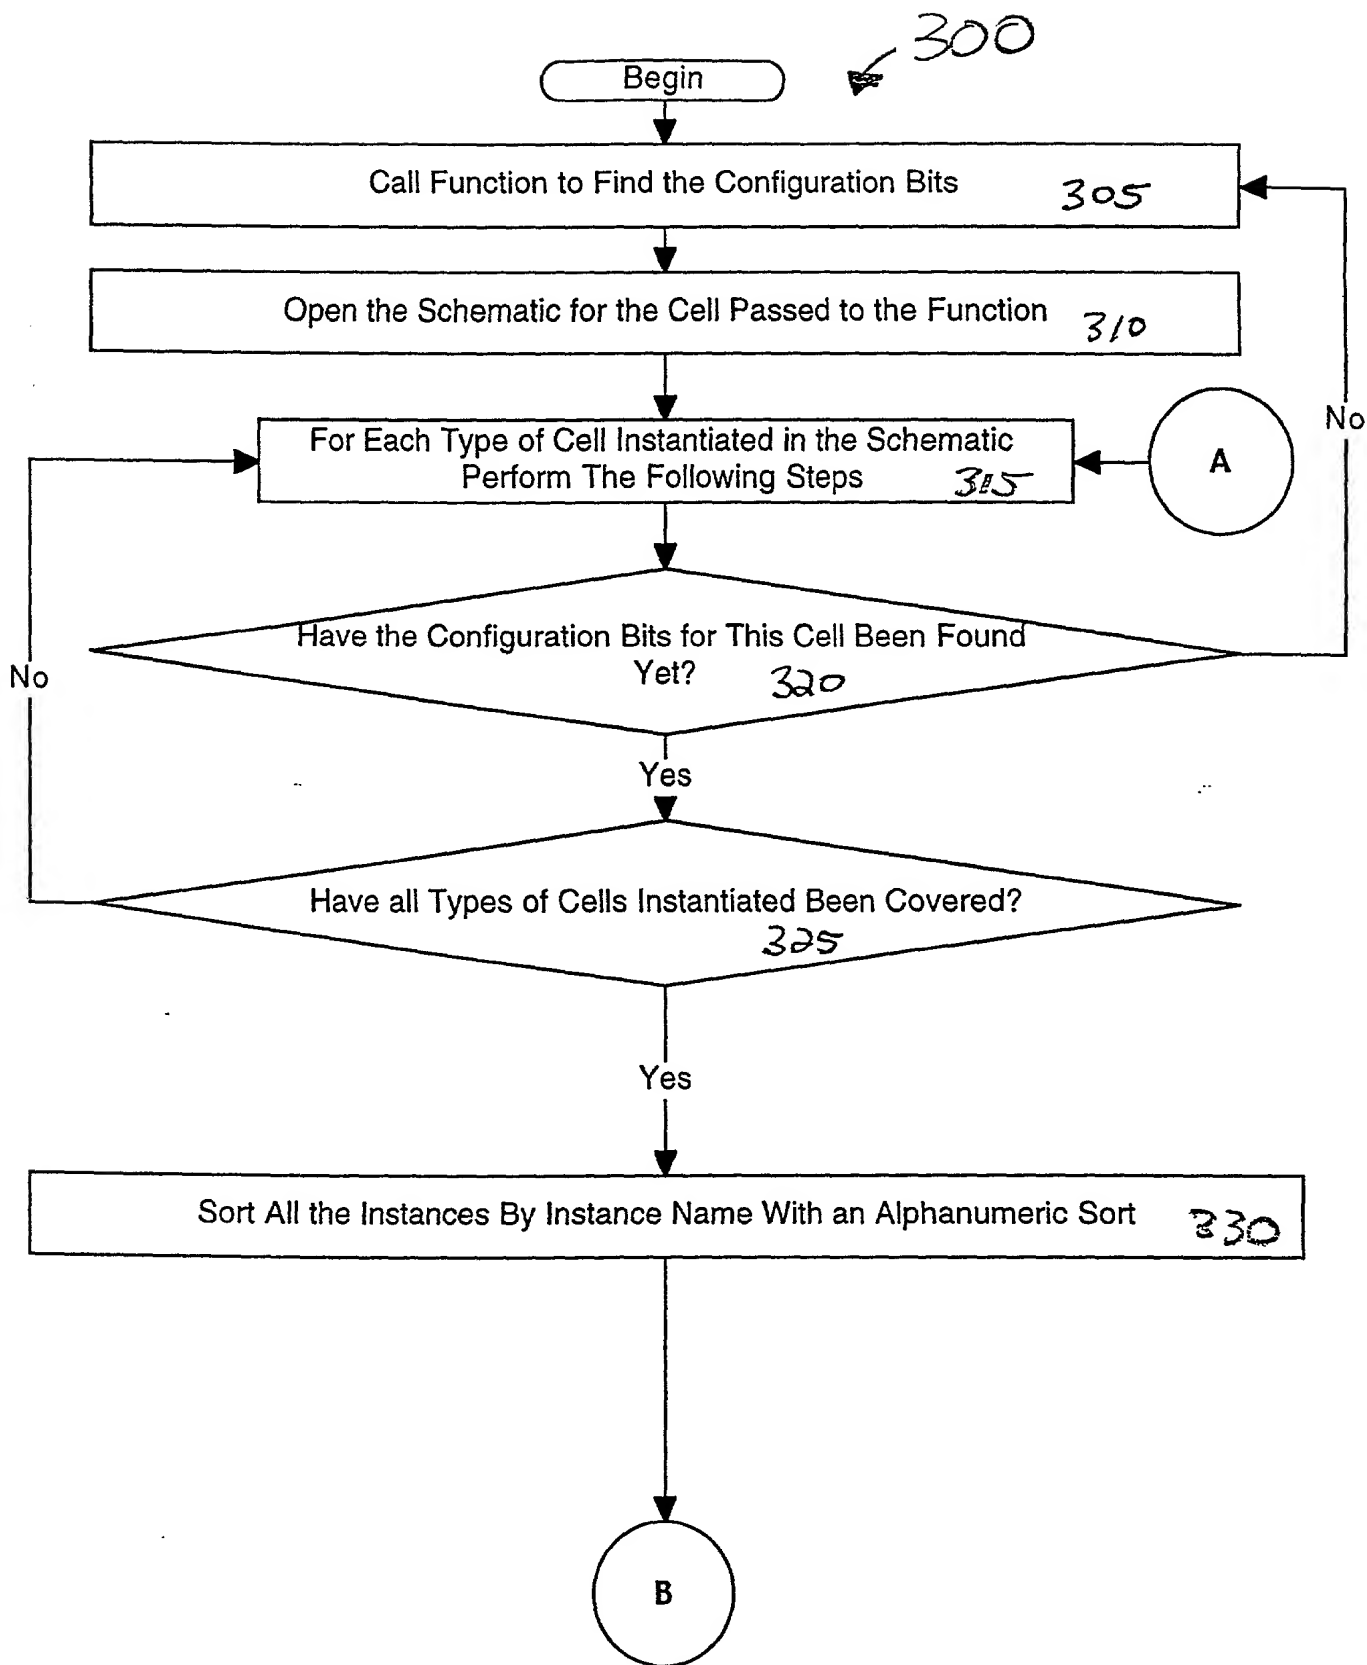 300
Begin
Call Function to Find the Configuration Bits 305
Open the Schematic for the Cell Passed to the Function 310
For Each Type of Cell Instantiated in the Schematic
Perform The Following Steps 315
A
No
Have the Configuration Bits for This Cell Been Found
Yet? 320
No
Yes
Have all Types of Cells Instantiated Been Covered?
325
Yes
Sort All the Instances By Instance Name With an Alphanumeric Sort 330
B